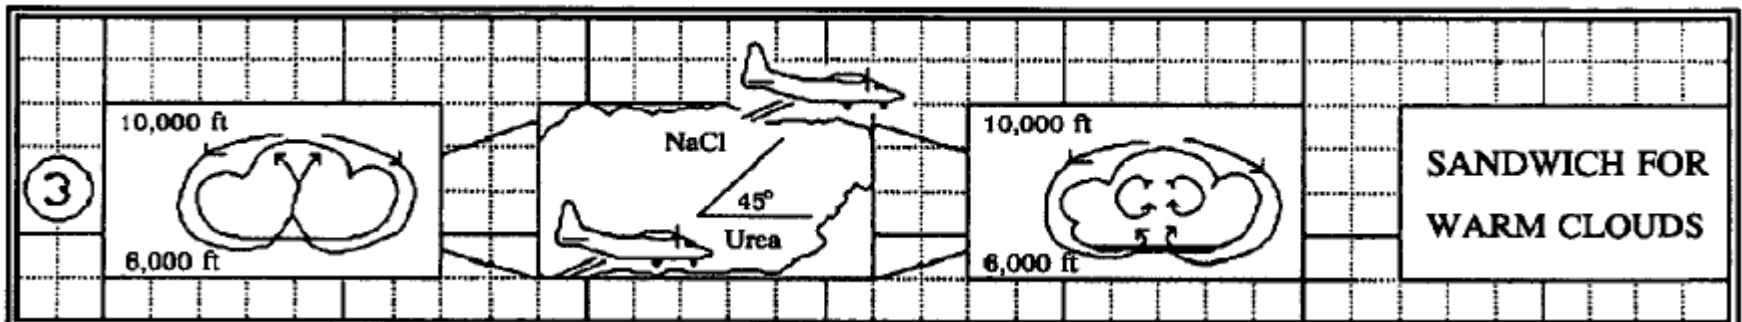 3
10,000 ft
6,000 ft
NaCl
45°
Urea
10,000 ft
6,000 ft
SANDWICH FOR
WARM CLOUDS